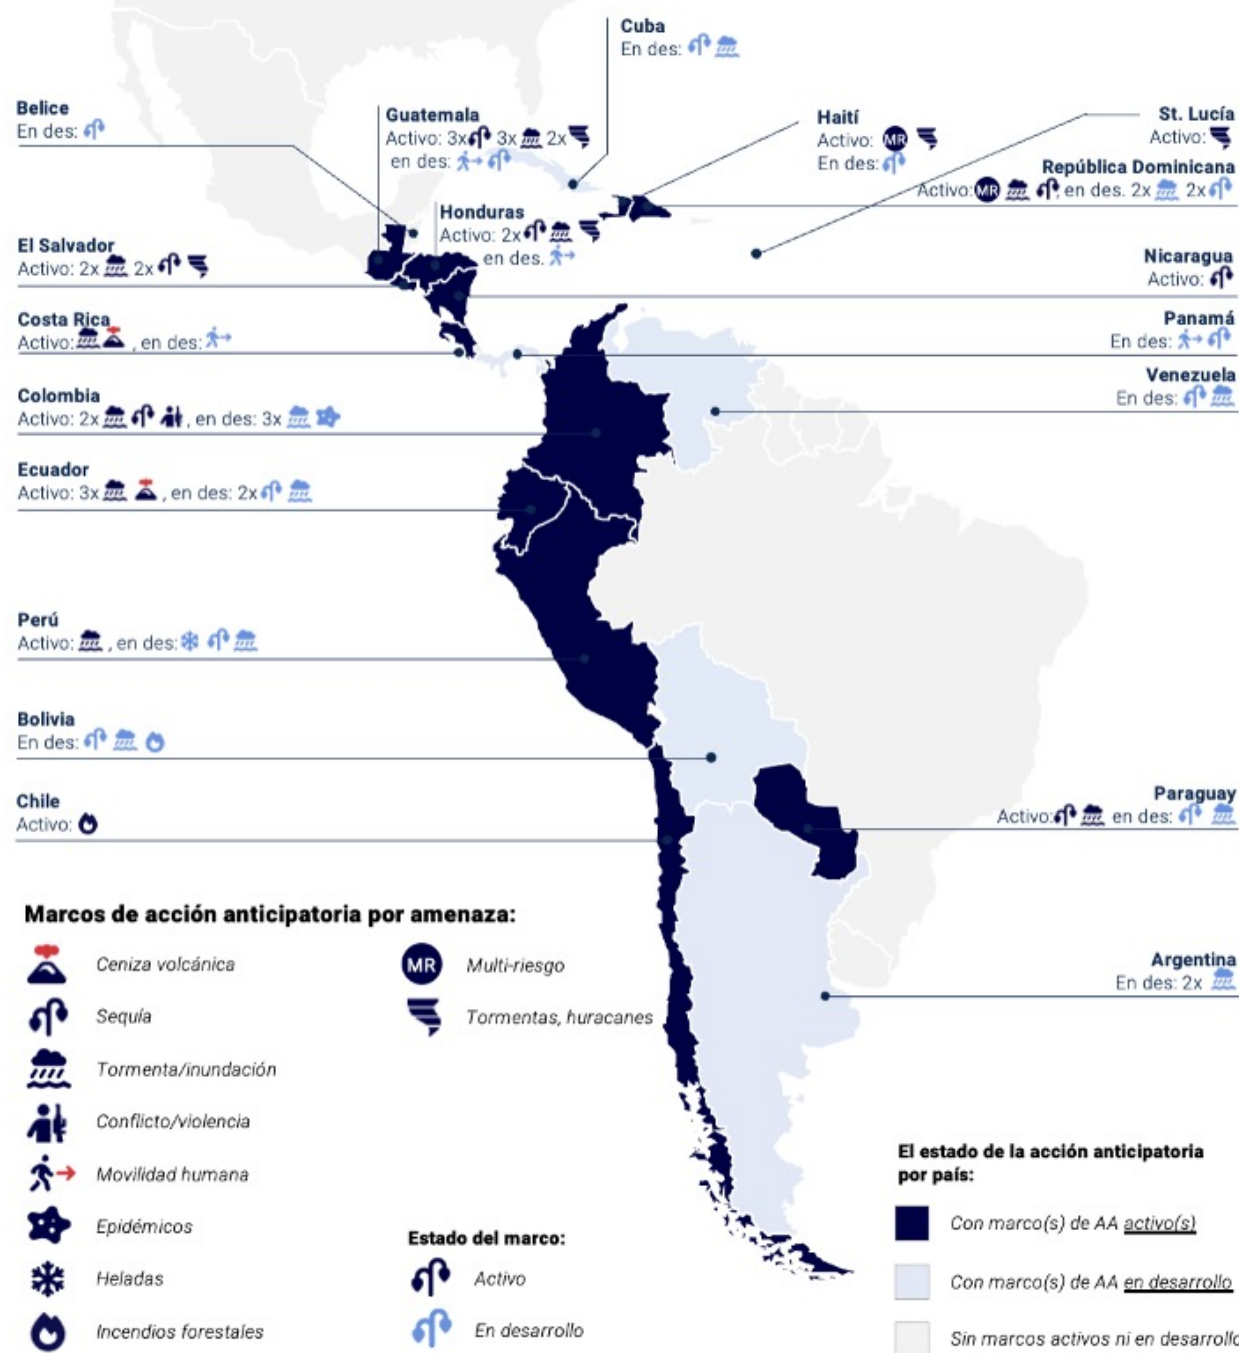 Cuba
En des:
Belice
En des:
Guatemala
Activo: 3x 3x 2x
en des:
Haití
Activo: MR
En des:
St. Lucía
Activo:
República Dominicana
Activo: MR , en des. 2x 2x
Honduras
Activo: 2x
en des.
El Salvador
Activo: 2x 2x
Nicaragua
Activo:
Costa Rica
Activo: , en des:
Panamá
En des:
Venezuela
En des:
Colombia
Activo: 2x , en des: 3x
Ecuador
Activo: 3x , en des: 2x
Perú
Activo: , en des:
Bolivia
En des:
Chile
Activo:
Paraguay
Activo: en des:
Argentina
En des: 2x
Marcos de acción anticipatoria por amenaza:
Ceniza volcánica
Sequía
Tormenta/inundación
Conflicto/violencia
Movilidad humana
Epidémicos
Heladas
Incendios forestales
MR Multi-riesgo
Tormentas, huracanes
Estado del marco:
Activo
En desarrollo
El estado de la acción anticipatoria
por país:
Con marco(s) de AA activo(s)
Con marco(s) de AA en desarrollo
Sin marcos activos ni en desarrollo